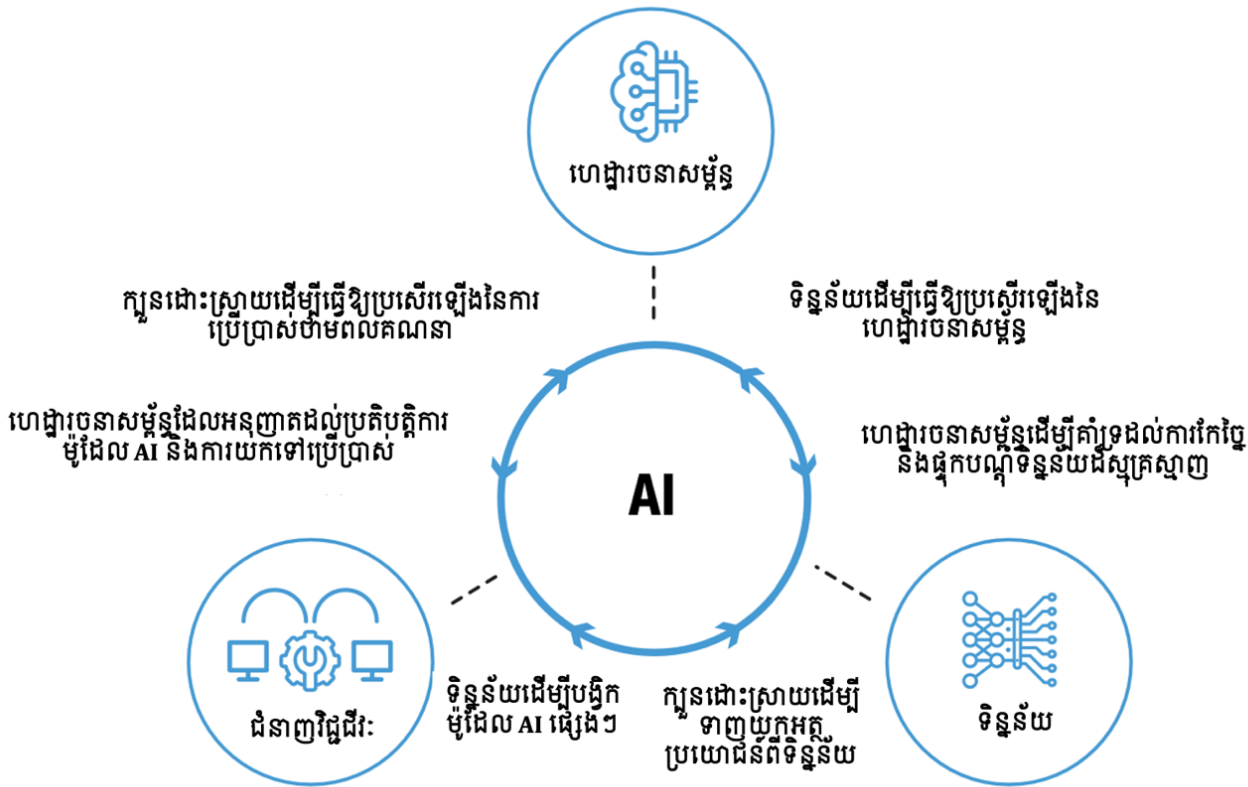 ហេដ្ឋារចនាសម្ព័ន្ធ
ក្បួនដោះស្រាយដើម្បីធ្វើឱ្យប្រសើរឡើងនៃការ
ប្រើប្រាស់ថាមពលគណនា
ទិន្នន័យដើម្បីធ្វើឱ្យប្រសើរឡើងនៃ
ហេដ្ឋារចនាសម្ព័ន្ធ
ហេដ្ឋារចនាសម្ព័ន្ធដែលអនុញាតដល់ប្រតិបត្តិការ
ម៉ូដែល AI និងការយកទៅប្រើប្រាស់
ហេដ្ឋារចនាសម្ព័ន្ធដើម្បីគាំទ្រដល់ការកែច្នៃ
និងផ្ទុកបណ្តុំទិន្នន័យដ៏ស្មុគ្រស្មាញ
AI
ជំនាញវិជ្ជជីវៈ
ទិន្នន័យដើម្បីបង្វឹក
ម៉ូដែល AI ផ្សេងៗ
ក្បួនដោះស្រាយដើម្បី
ទាញយកអត្ថ
ប្រយោជន៍ពីទិន្នន័យ
ទិន្នន័យ